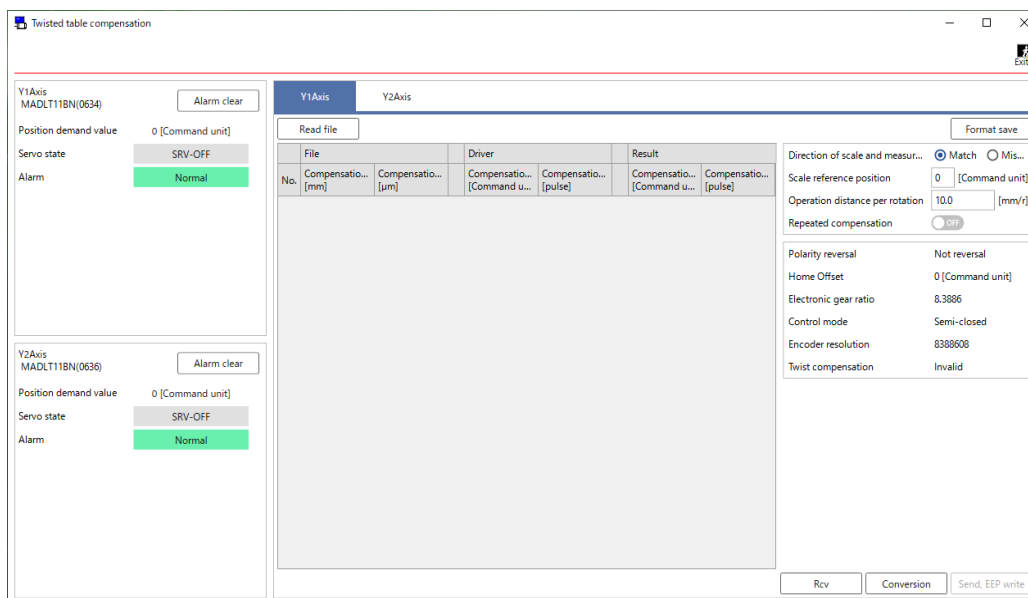 Twisted table compensation
Exit
Y1Axis
MADLT11BN(0634)
Alarm clear
Position demand value 0 [Command unit]
Servo state SRV-OFF
Alarm Normal
Y2Axis
MADLT11BN(0636)
Alarm clear
Position demand value 0 [Command unit]
Servo state SRV-OFF
Alarm Normal
Y1Axis Y2Axis
Read file Format save
File Driver Result
No. Compensatio... [mm] Compensatio... [µm] Compensatio... [Command u... Compensatio... [pulse] Compensatio... [Command u... Compensatio... [pulse]
Direction of scale and measur... Match Mis...
Scale reference position 0 [Command unit]
Operation distance per rotation 10.0 [mm/r]
Repeated compensation OFF
Polarity reversal Not reversal
Home Offset 0 [Command unit]
Electronic gear ratio 8.3886
Control mode Semi-closed
Encoder resolution 8388608
Twist compensation Invalid
Rcv Conversion Send, EEP write